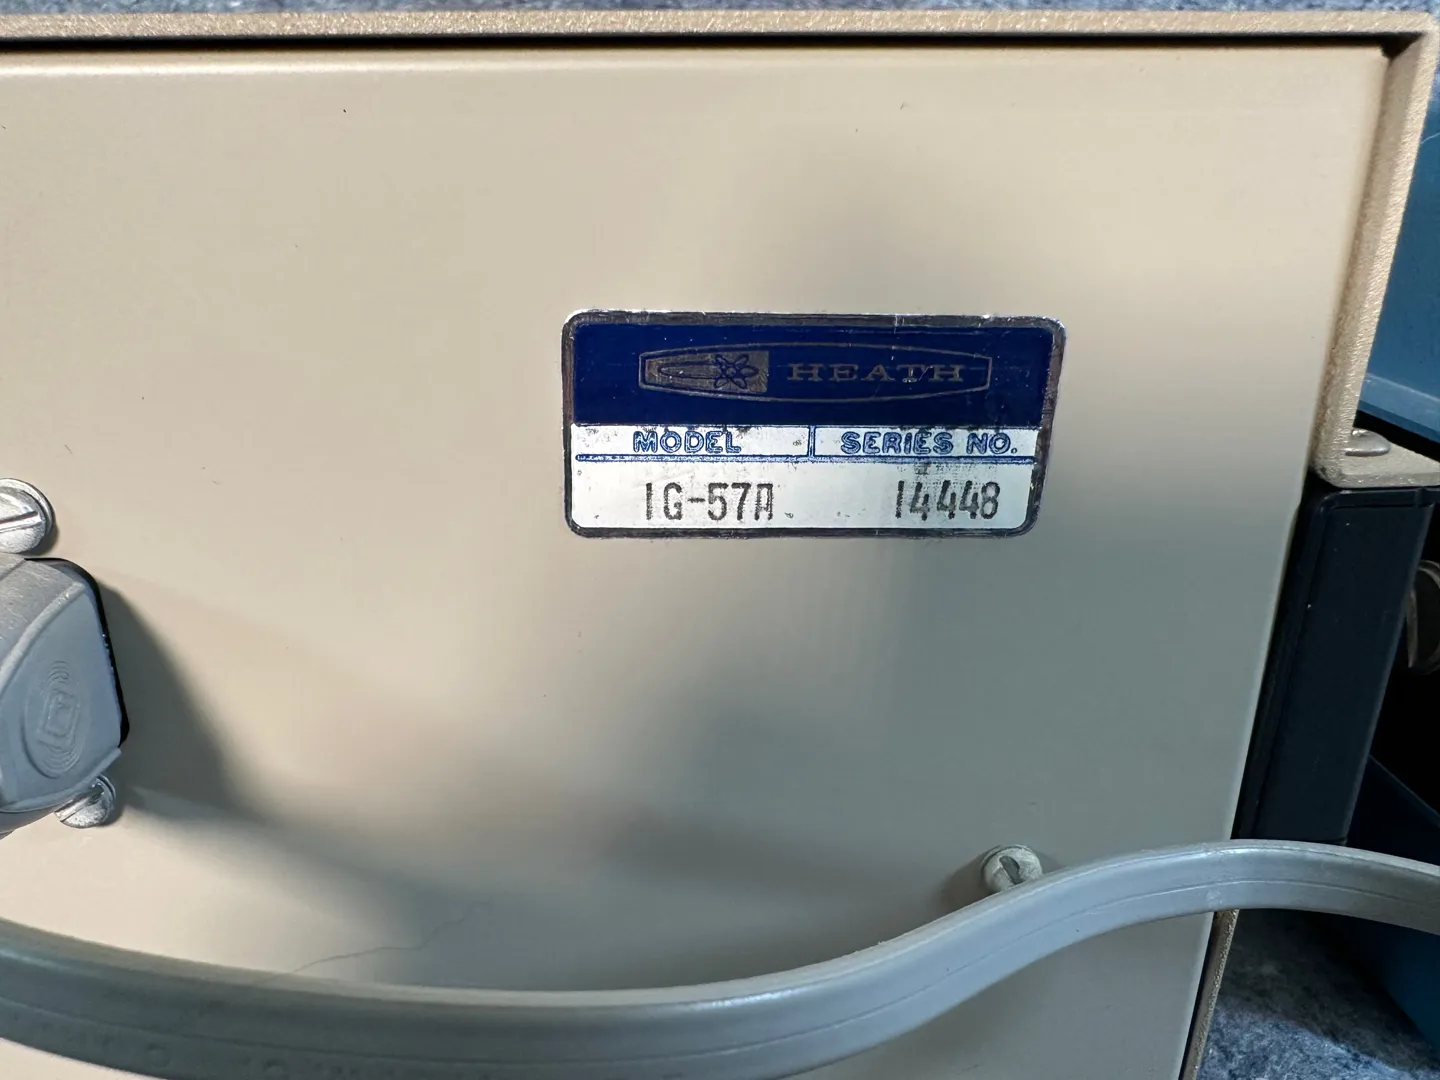 HEATH
MODEL SERIES NO.
IG-57A 14448